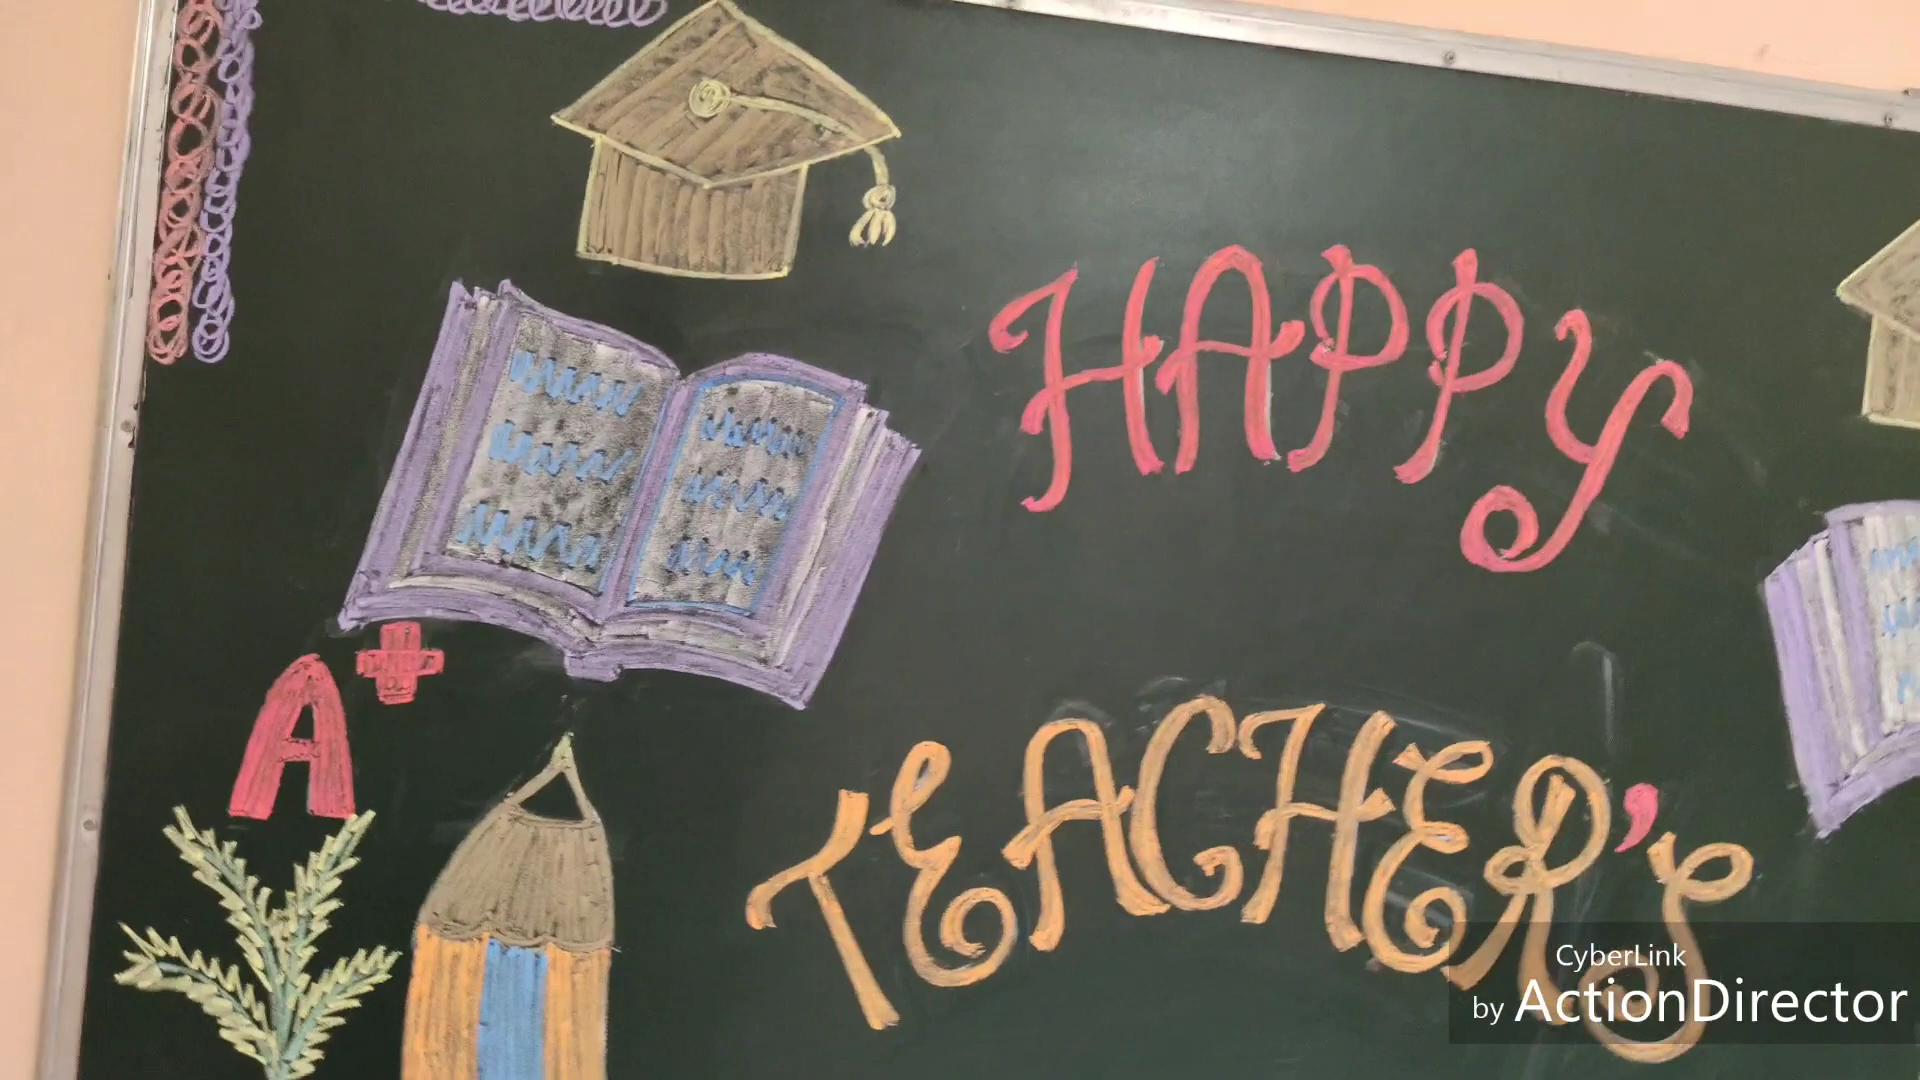 HAPPY
A+
TEACHER'S
CyberLink
by ActionDirector